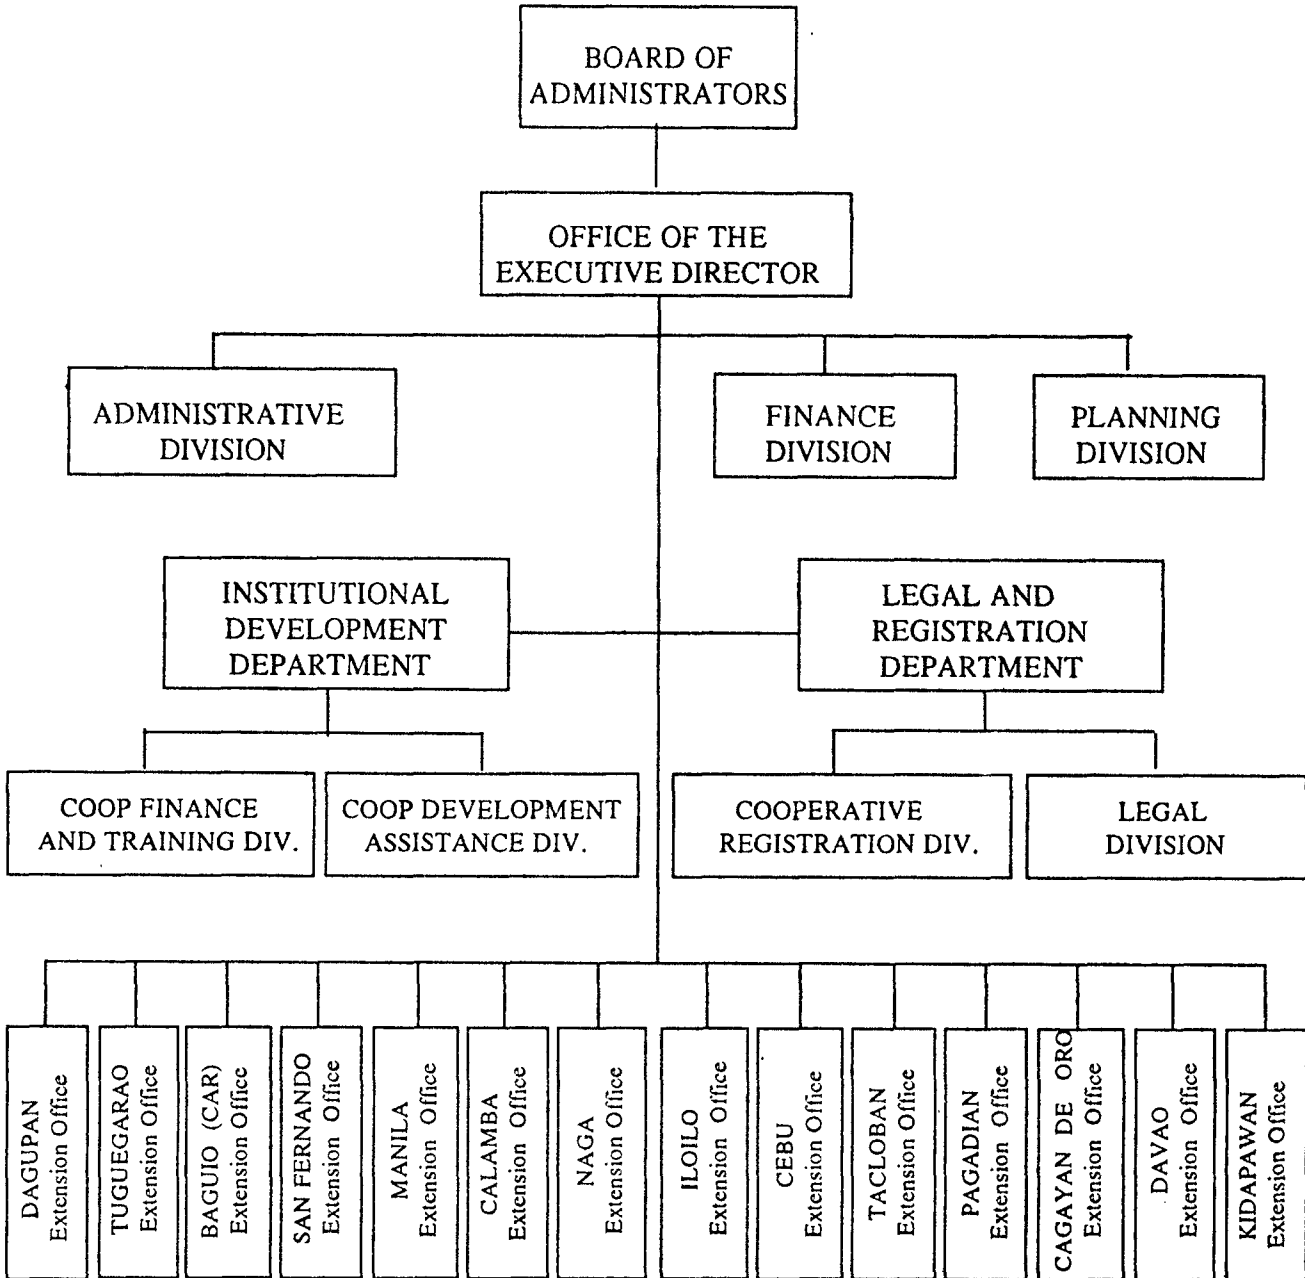 BOARD OF
ADMINISTRATORS
OFFICE OF THE
EXECUTIVE DIRECTOR
ADMINISTRATIVE
DIVISION
FINANCE
DIVISION
PLANNING
DIVISION
INSTITUTIONAL
DEVELOPMENT
DEPARTMENT
LEGAL AND
REGISTRATION
DEPARTMENT
COOP FINANCE
AND TRAINING DIV.
COOP DEVELOPMENT
ASSISTANCE DIV.
COOPERATIVE
REGISTRATION DIV.
LEGAL
DIVISION
DAGUPAN
Extension Office
TUGUEGARAO
Extension Office
BAGUIO (CAR)
Extension Office
SAN FERNANDO
Extension Office
MANILA
Extension Office
CALAMBA
Extension Office
NAGA
Extension Office
ILOILO
Extension Office
CEBU
Extension Office
TACLOBAN
Extension Office
PAGADIAN
Extension Office
CAGAYAN DE ORO
Extension Office
DAVAO
Extension Office
KIDAPAWAN
Extension Office